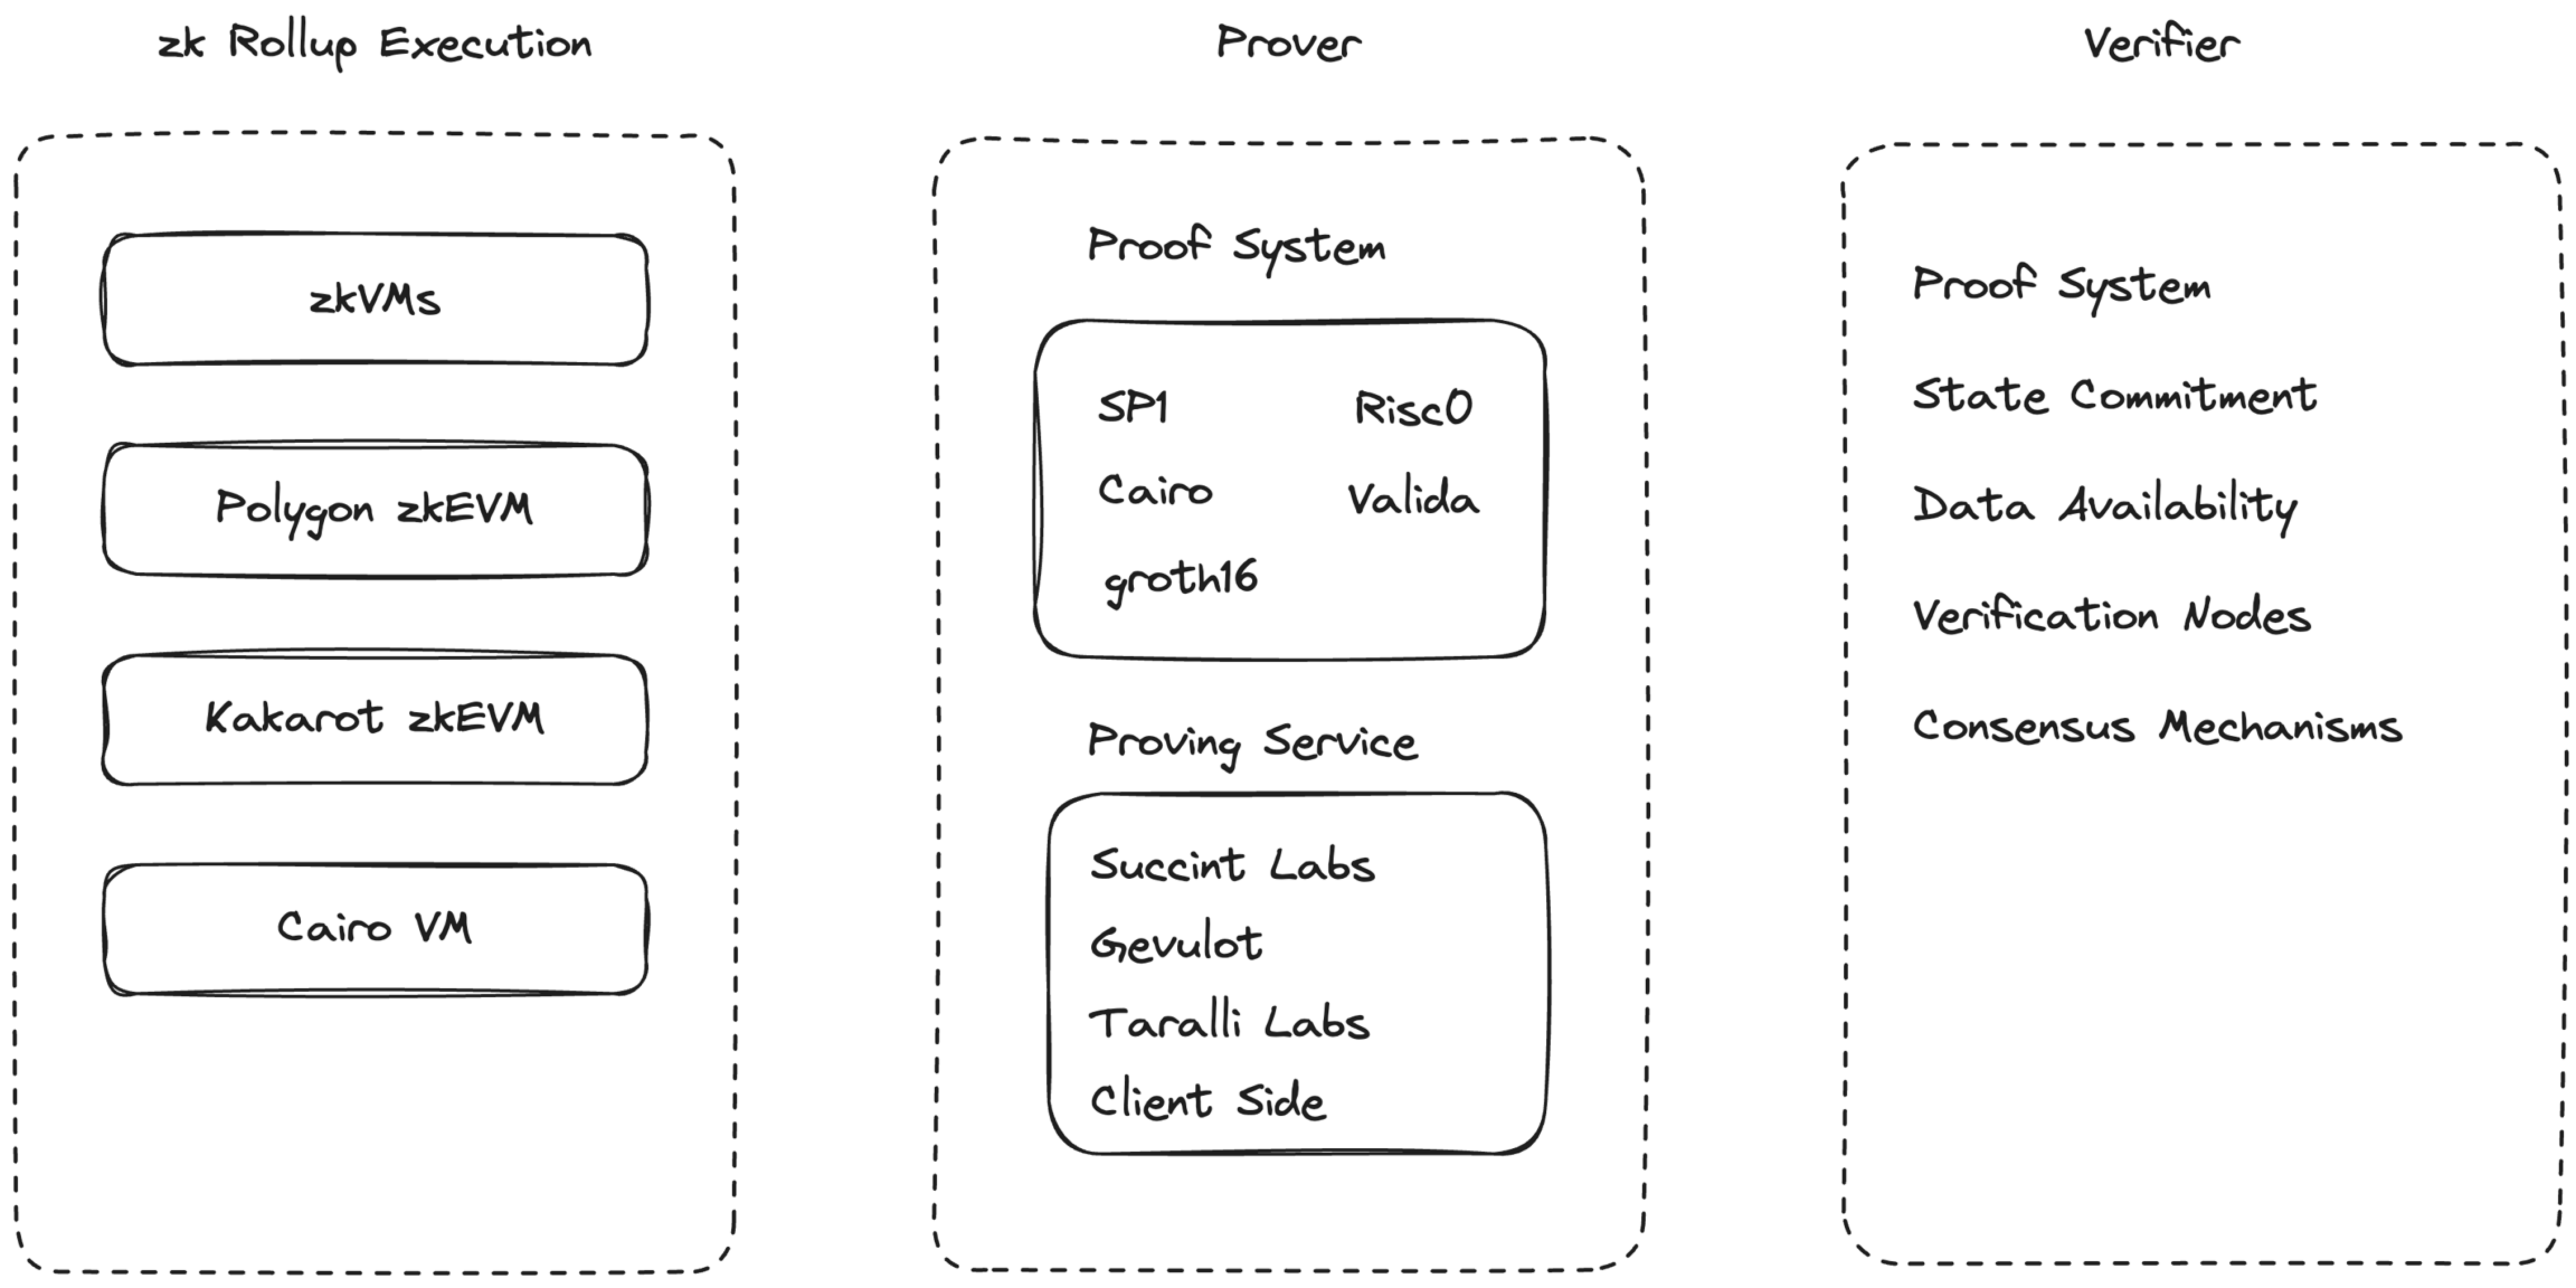 zk Rollup Execution
zkVMs
Polygon zkEVM
Kakarot zkEVM
Cairo VM
Prover
Proof System
SP1 Risc0
Cairo Valida
groth16
Proving Service
Succint Labs
Gevulot
Taralli Labs
Client Side
Verifier
Proof System
State Commitment
Data Availability
Verification Nodes
Consensus Mechanisms